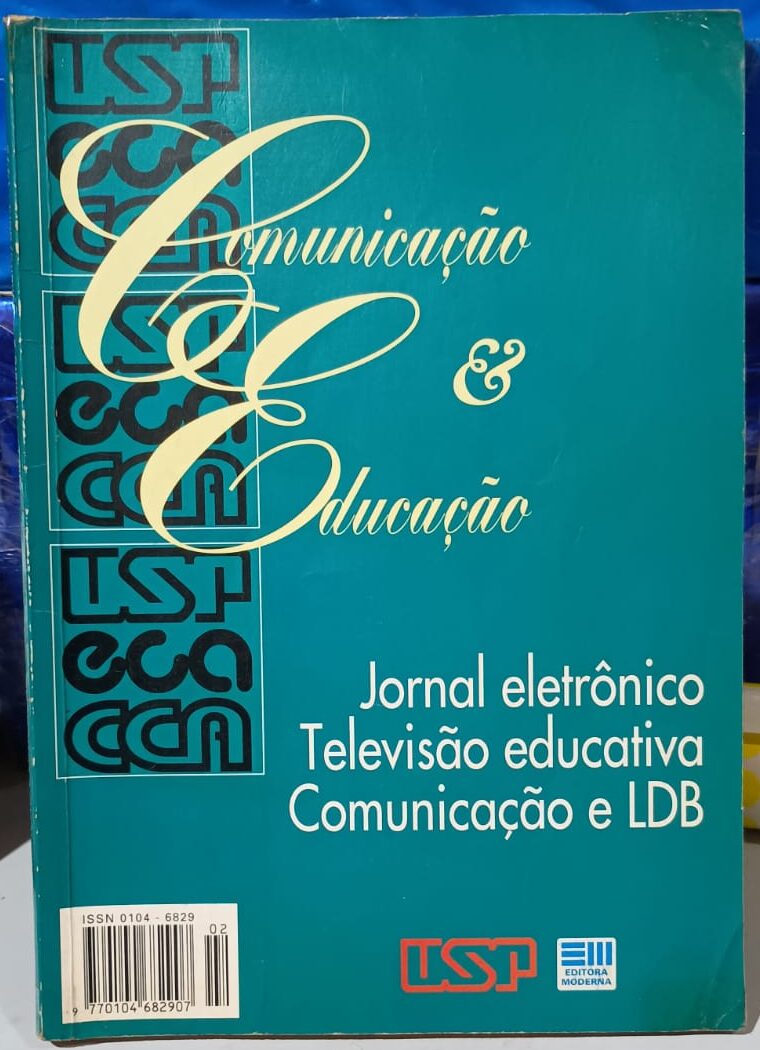 USP
eca
CCA
Comunicação
USP
eca
CCA
&
Educação
USP
eca
CCA
Jornal eletrônico
Televisão educativa
Comunicação e LDB
ISSN 0104 - 6829
02
9 770104 682907
USP
EDITORA
MODERNA